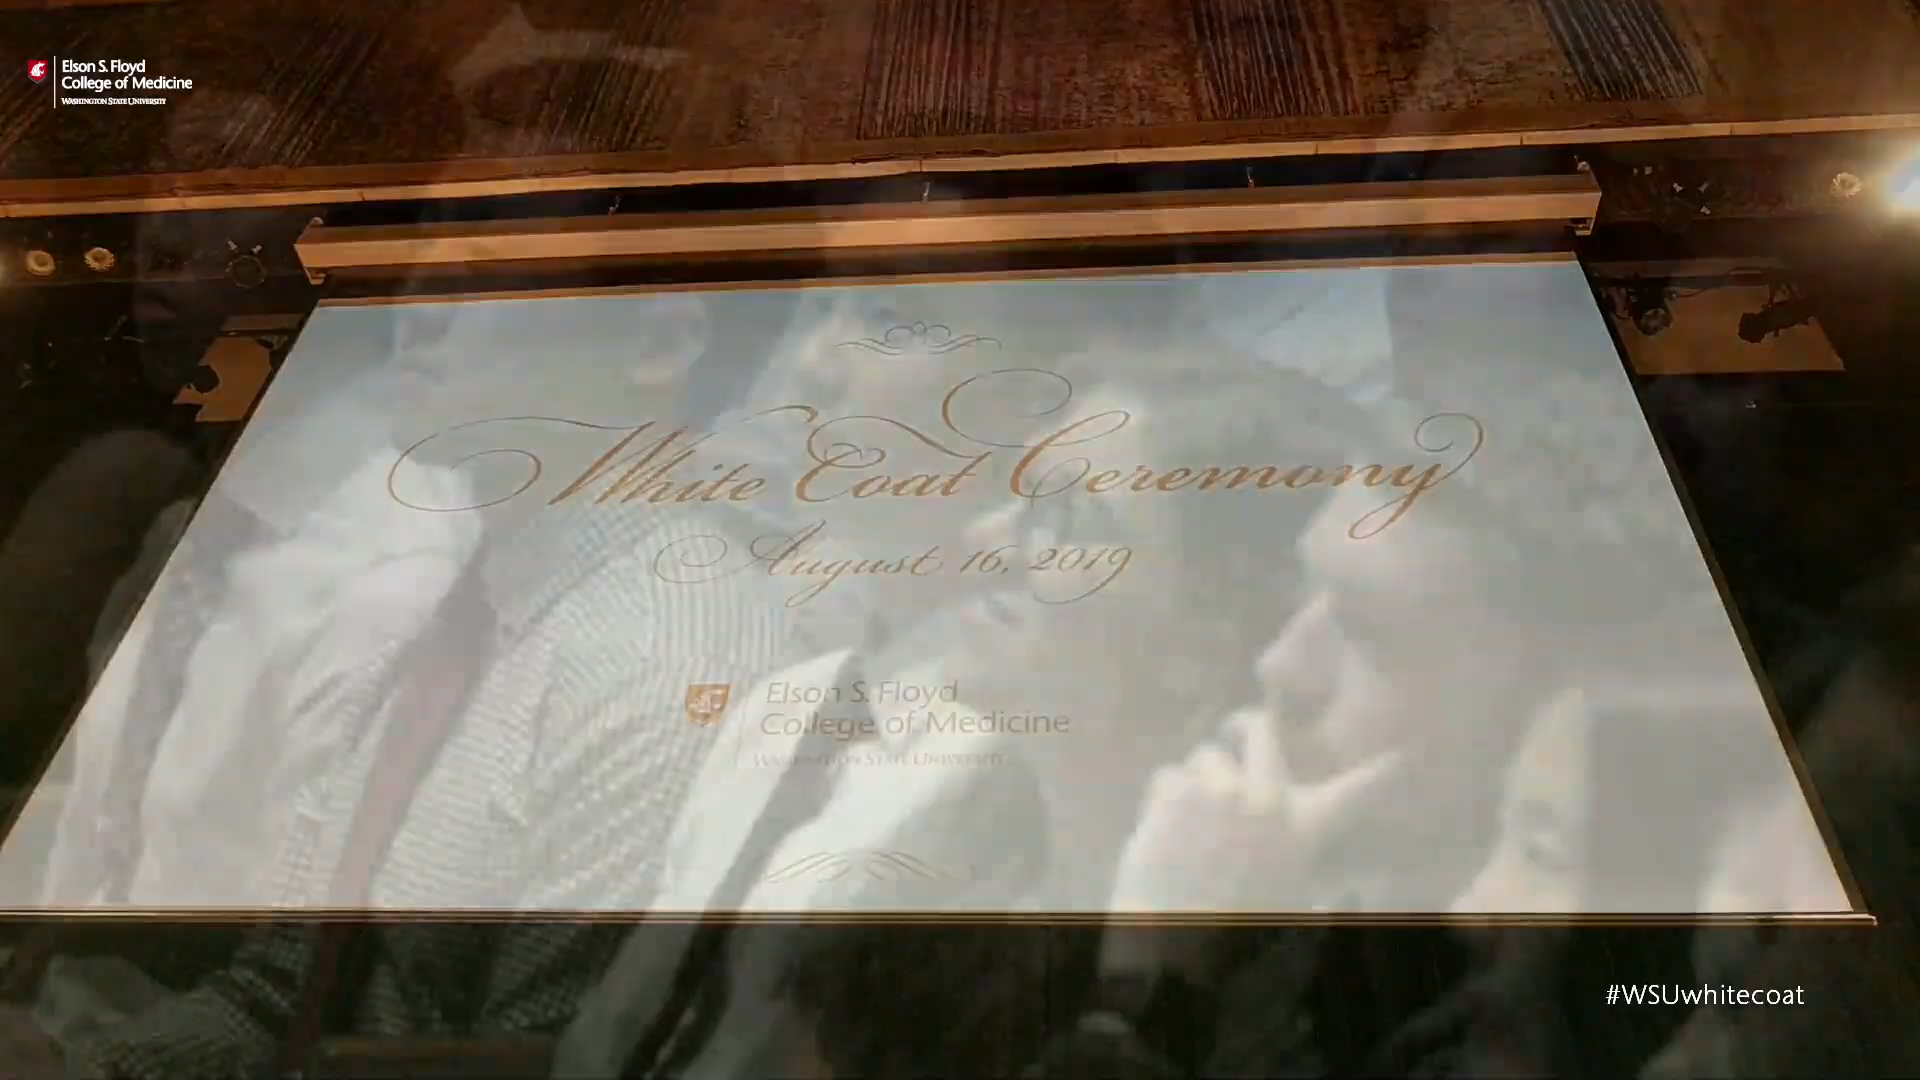 Elson S. Floyd
College of Medicine
WASHINGTON STATE UNIVERSITY
White Coat Ceremony
August 16, 2019
Elson S. Floyd
College of Medicine
WASHINGTON STATE UNIVERSITY
#WSUwhitecoat